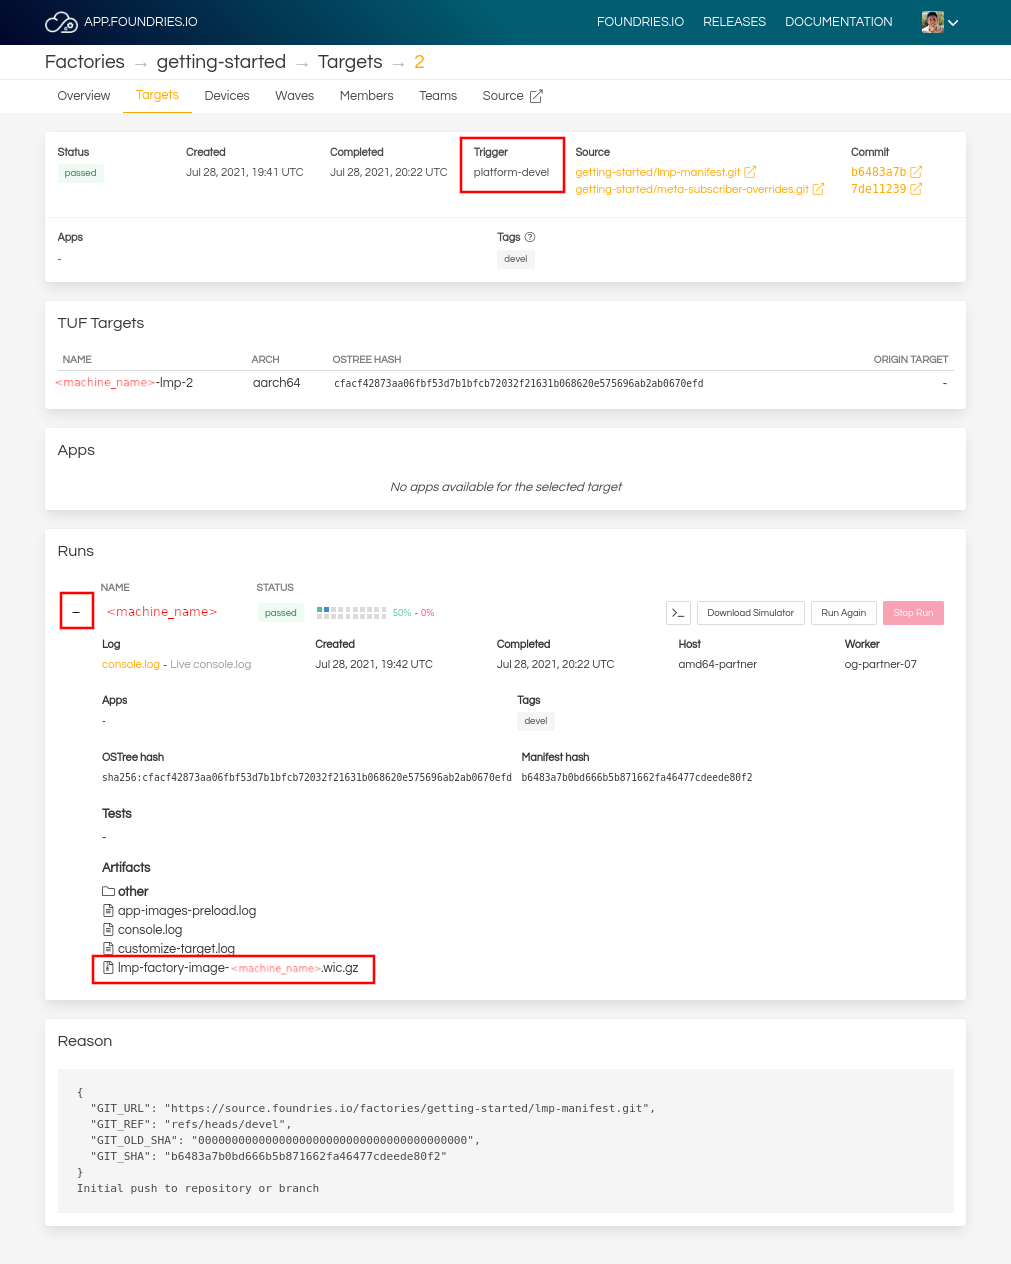 APP.FOUNDRIES.IO FOUNDRIES.IO RELEASES DOCUMENTATION
Factories → getting-started → Targets → 2
Overview Targets Devices Waves Members Teams Source
Status Created Completed Trigger Source Commit
passed Jul 28, 2021, 19:41 UTC Jul 28, 2021, 20:22 UTC platform-devel getting-started/lmp-manifest.git b6483a7b
getting-started/meta-subscriber-overrides.git 7de11239
Apps Tags ?
- devel
TUF Targets
NAME ARCH OSTREE HASH ORIGIN TARGET
<machine_name>-lmp-2 aarch64 cfacf42873aa06fbf53d7b1bfcb72032f21631b068620e575696ab2ab0670efd -
Apps
No apps available for the selected target
Runs
NAME STATUS
– <machine_name> passed 50% - 0% >_ Download Simulator Run Again Stop Run
Log Created Completed Host Worker
console.log - Live console.log Jul 28, 2021, 19:42 UTC Jul 28, 2021, 20:22 UTC amd64-partner og-partner-07
Apps Tags
- devel
OSTree hash Manifest hash
sha256:cfacf42873aa06fbf53d7b1bfcb72032f21631b068620e575696ab2ab0670efd b6483a7b0bd666b5b871662fa46477cdeede80f2
Tests
-
Artifacts
other
app-images-preload.log
console.log
customize-target.log
lmp-factory-image-<machine_name>.wic.gz
Reason
{
"GIT_URL": "https://source.foundries.io/factories/getting-started/lmp-manifest.git",
"GIT_REF": "refs/heads/devel",
"GIT_OLD_SHA": "0000000000000000000000000000000000000000",
"GIT_SHA": "b6483a7b0bd666b5b871662fa46477cdeede80f2"
}
Initial push to repository or branch